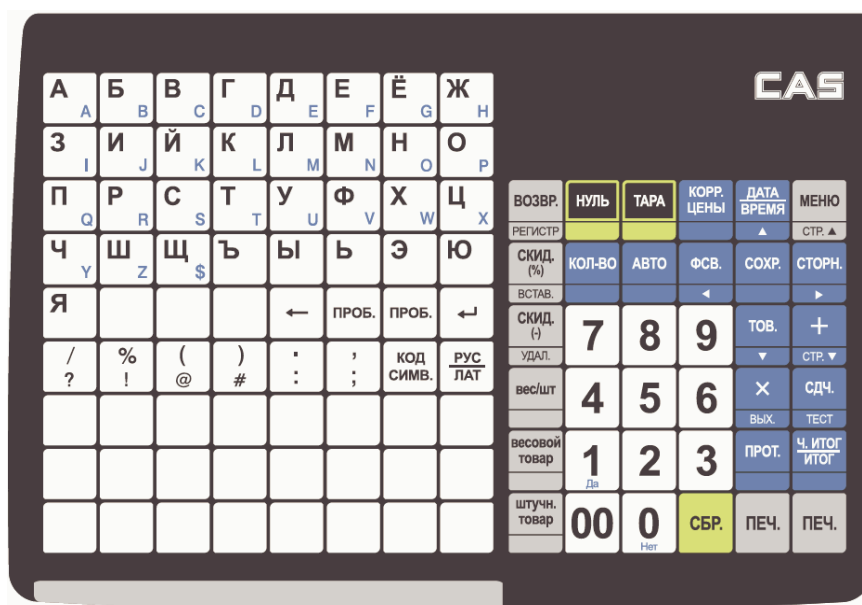 CAS
А A Б B В C Г D Д E Е F Ё G Ж H
З I И J Й K К L Л M М N Н O О P
П Q Р R С S Т T У U Ф V Х W Ц X
Ч Y Ш Z Щ $ Ъ Ы Ь Э Ю
Я ← ПРОБ. ПРОБ. ↵
/ ? % ! ( @ ) # . : , ; КОД СИМВ. РУС ЛАТ
ВОЗВР. НУЛЬ ТАРА КОРР. ЦЕНЫ ДАТА ВРЕМЯ МЕНЮ
РЕГИСТР ▲ СТР. ▲
СКИД. (%) КОЛ-ВО АВТО ФСВ. СОХР. СТОРН.
ВСТАВ. ◄ ►
СКИД. (-) 7 8 9 ТОВ. +
УДАЛ. ▼ СТР. ▼
вес/шт 4 5 6 × СДЧ.
ВЫХ. ТЕСТ
весовой товар 1 2 3 ПРОТ. Ч. ИТОГ ИТОГ
Да
штучн. товар 00 0 СБР. ПЕЧ. ПЕЧ.
Нет